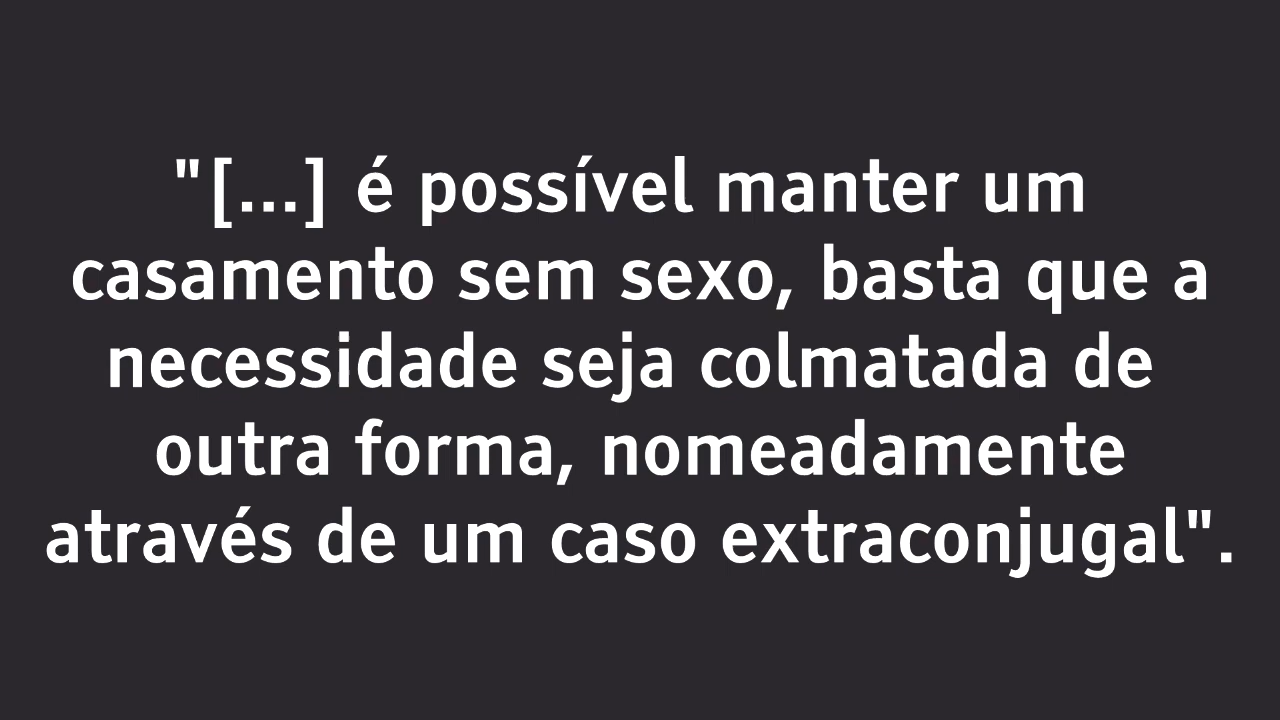 "[...] é possível manter um
casamento sem sexo, basta que a
necessidade seja colmatada de
outra forma, nomeadamente
através de um caso extraconjugal".